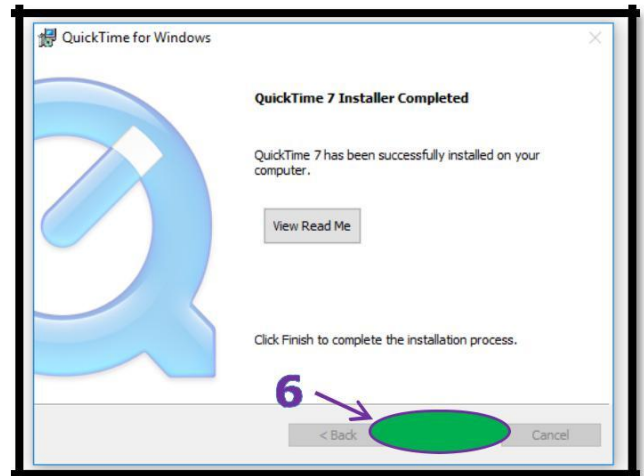 QuickTime for Windows
QuickTime 7 Installer Completed
QuickTime 7 has been successfully installed on your
computer.
View Read Me
Click Finish to complete the installation process.
6
< Back
Cancel